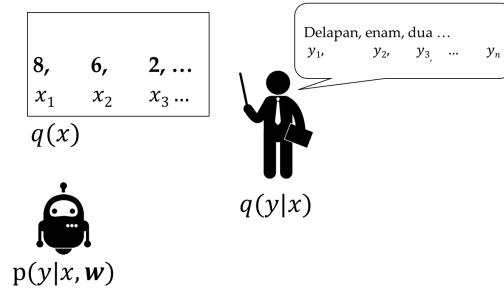 8, 6, 2, …
x₁ x₂ x₃ …
q(x)
Delapan, enam, dua …
y₁, y₂, y₃, … yₙ
q(y|x)
p(y|x, w)